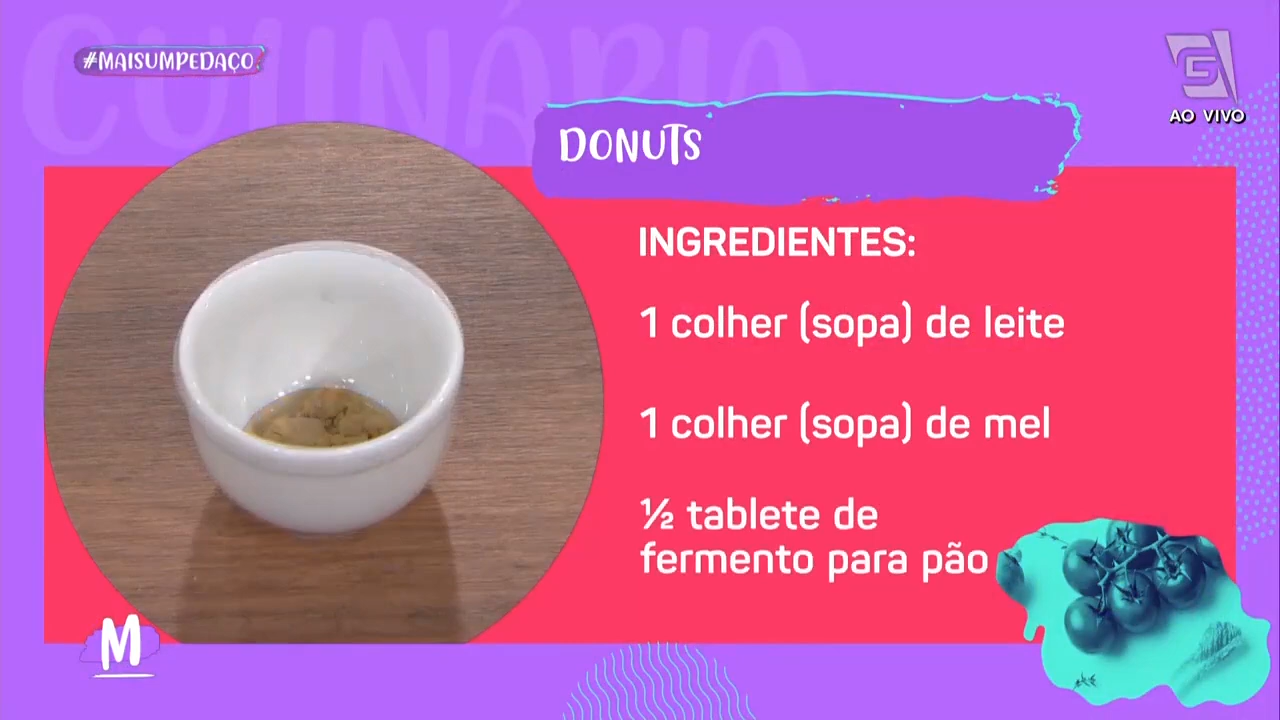 CULINÁRIA
#MAISUMPEDAÇO
AO VIVO
DONUTS
INGREDIENTES:
1 colher (sopa) de leite
1 colher (sopa) de mel
½ tablete de
fermento para pão
M